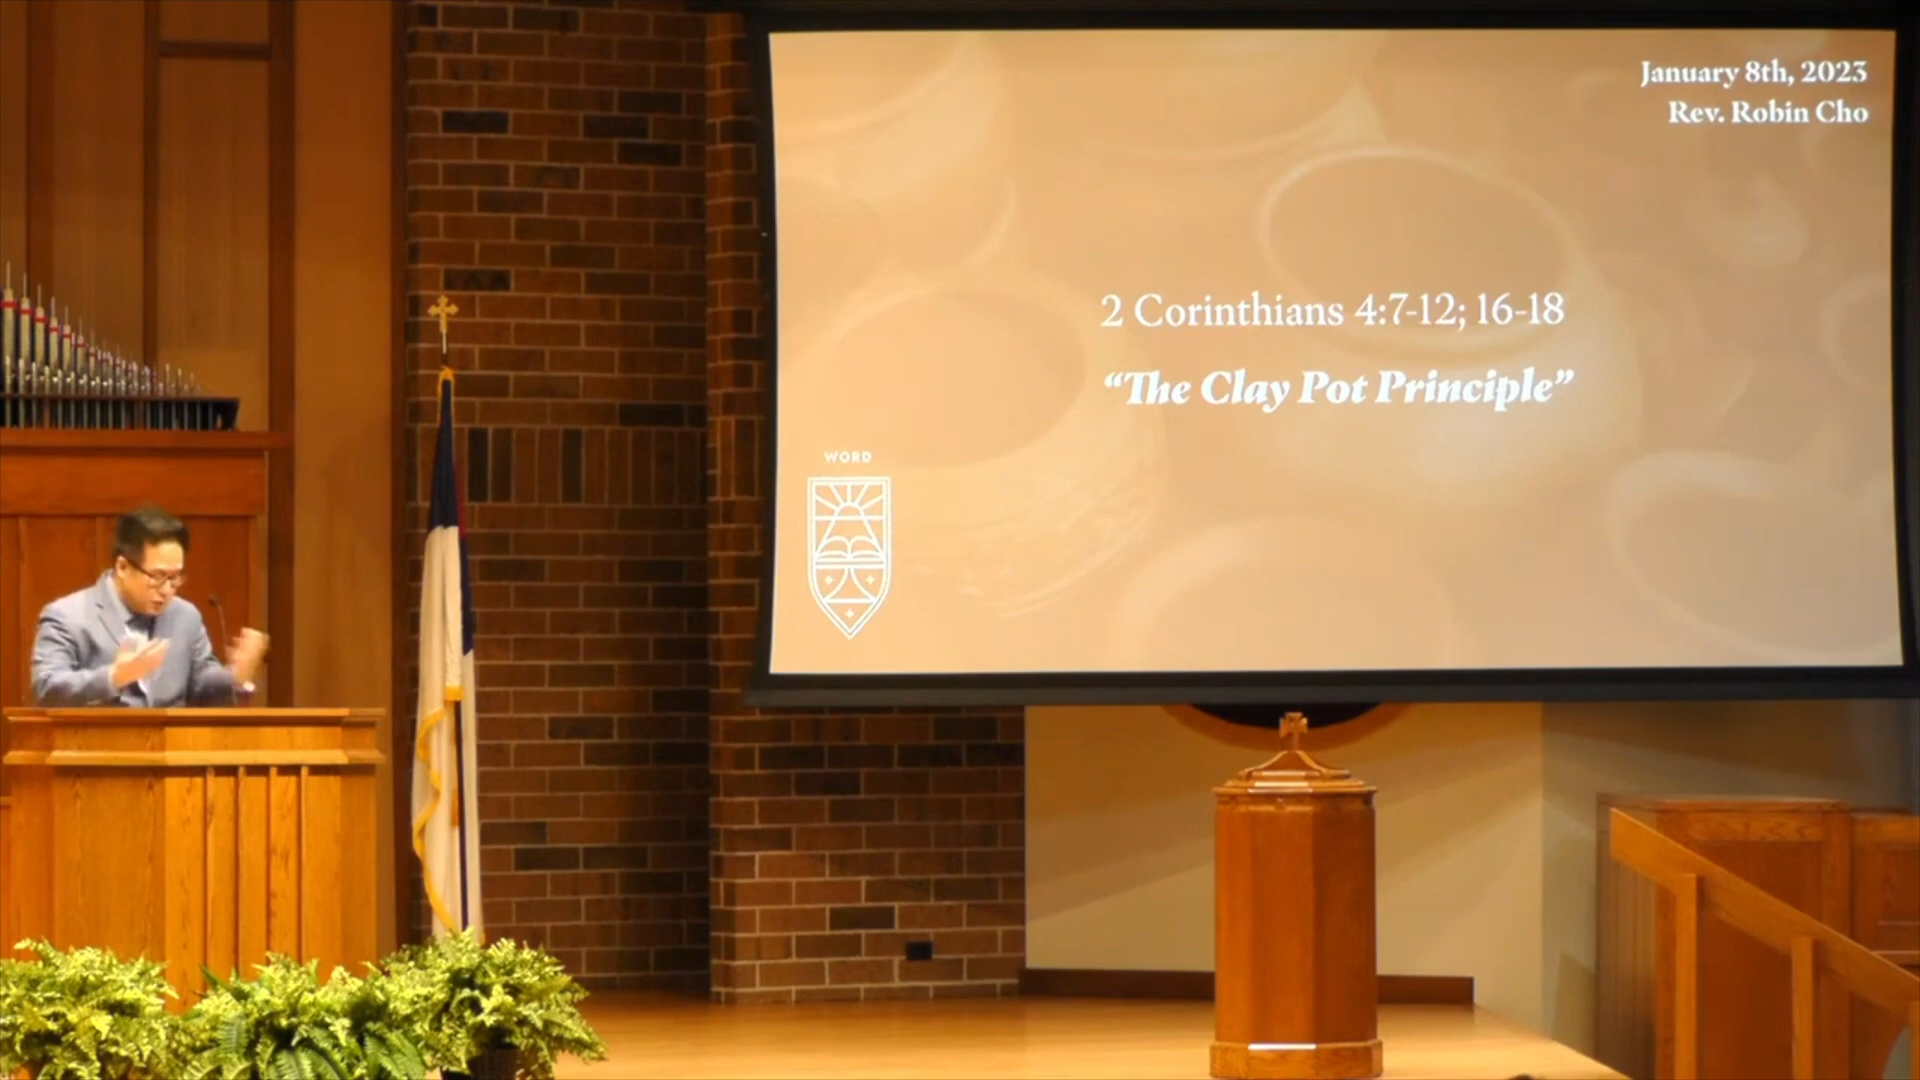 January 8th, 2023
Rev. Robin Cho
2 Corinthians 4:7-12; 16-18
“The Clay Pot Principle”
WORD